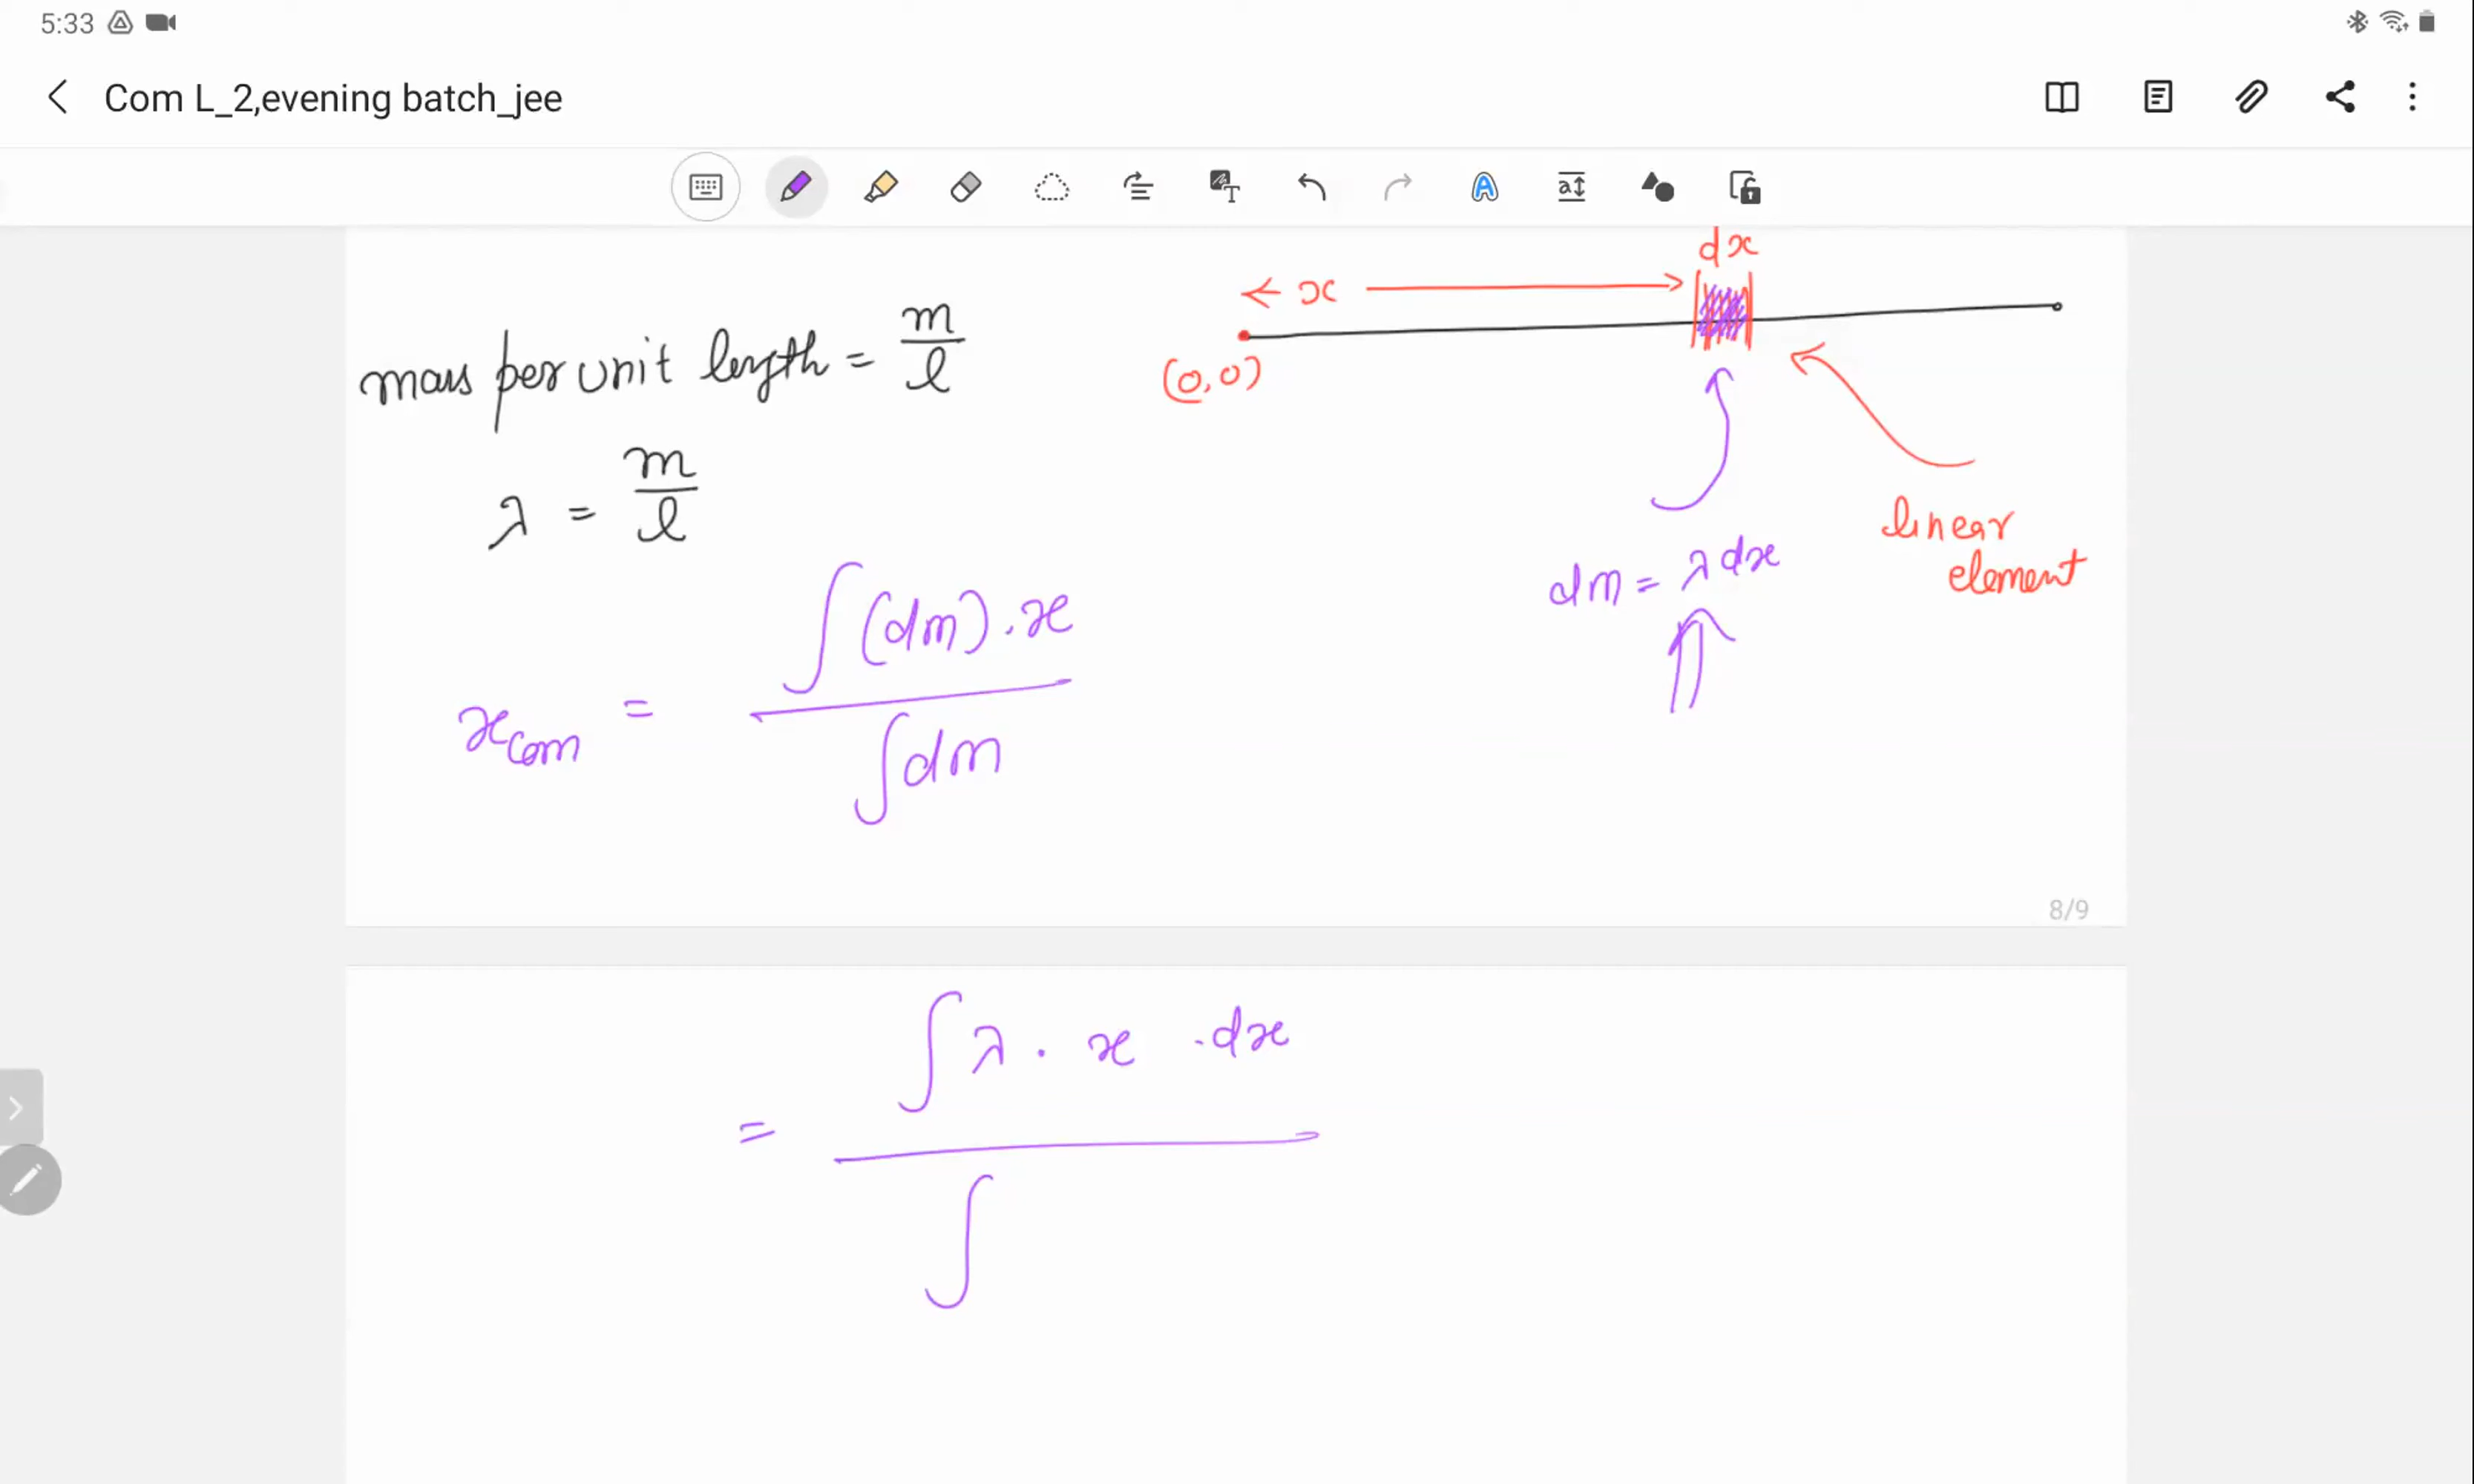 5:33
Com L_2,evening batch_jee
dx
x
mass per unit length = m/l
(0,0)
λ = m/l
linear
element
dm = λ dx
x_com = ∫(dm).x / ∫dm
8/9
= ∫λ . x .dx / ∫